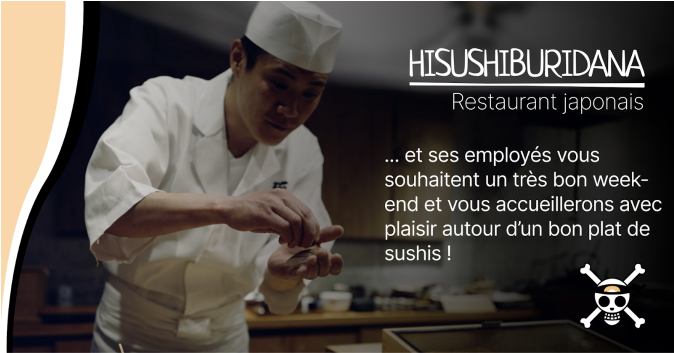 HISUSHIBURIDANA
Restaurant japonais
... et ses employés vous
souhaitent un très bon week-
end et vous accueillerons avec
plaisir autour d'un bon plat de
sushis !